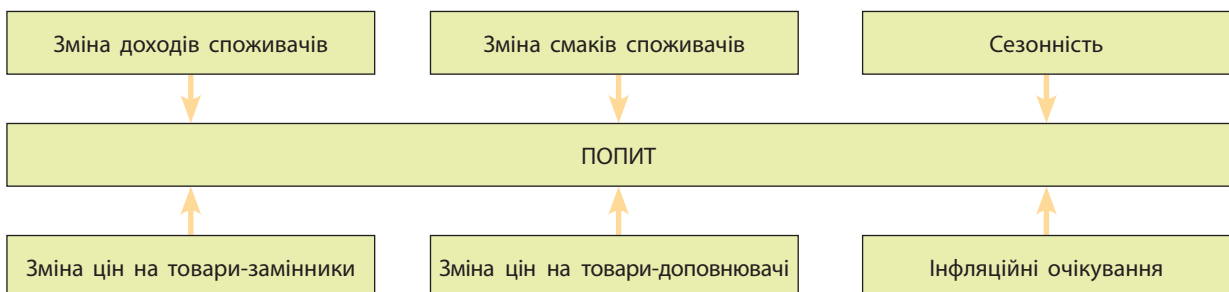 Зміна доходів споживачів
Зміна смаків споживачів
Сезонність
ПОПИТ
Зміна цін на товари-замінники
Зміна цін на товари-доповнювачі
Інфляційні очікування